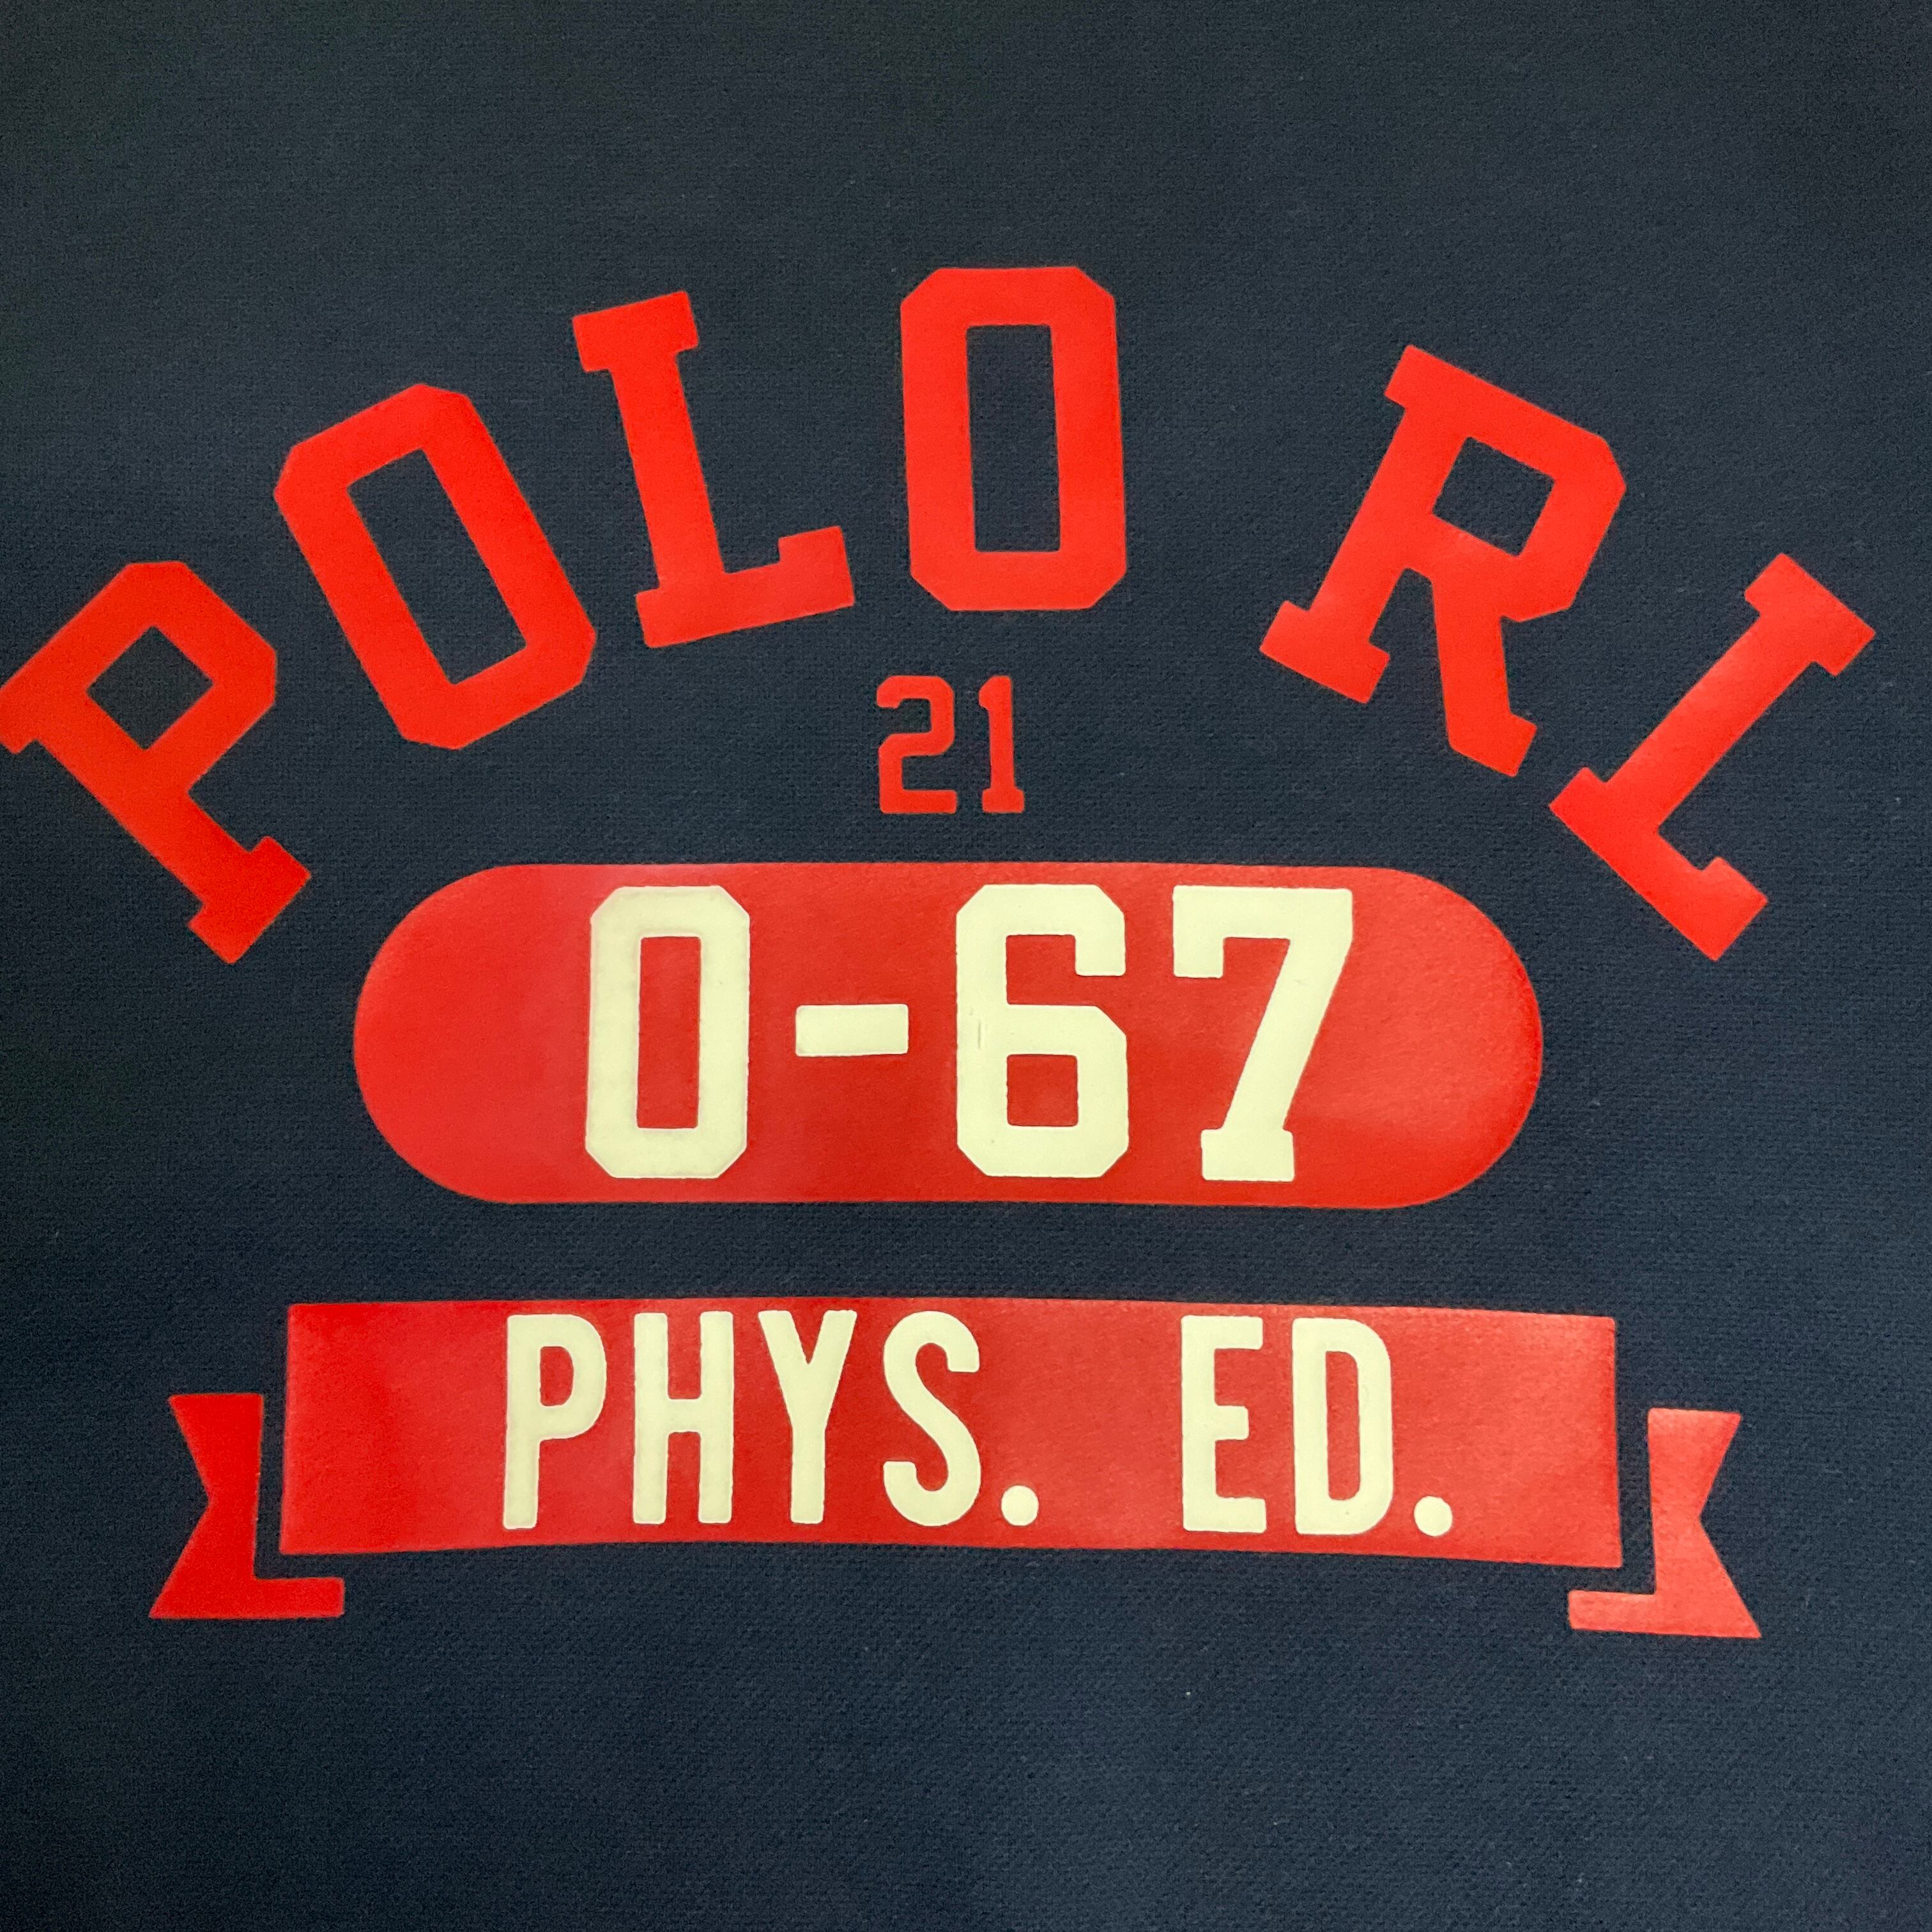 POLO RL
21
0-67
PHYS. ED.